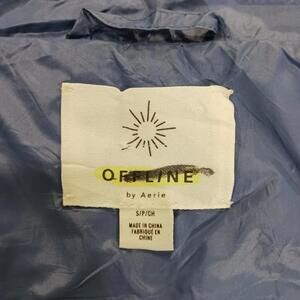 OFFLINE
by Aerie
S/P/CH
MADE IN CHINA
FABRIQUÉ EN
CHINE